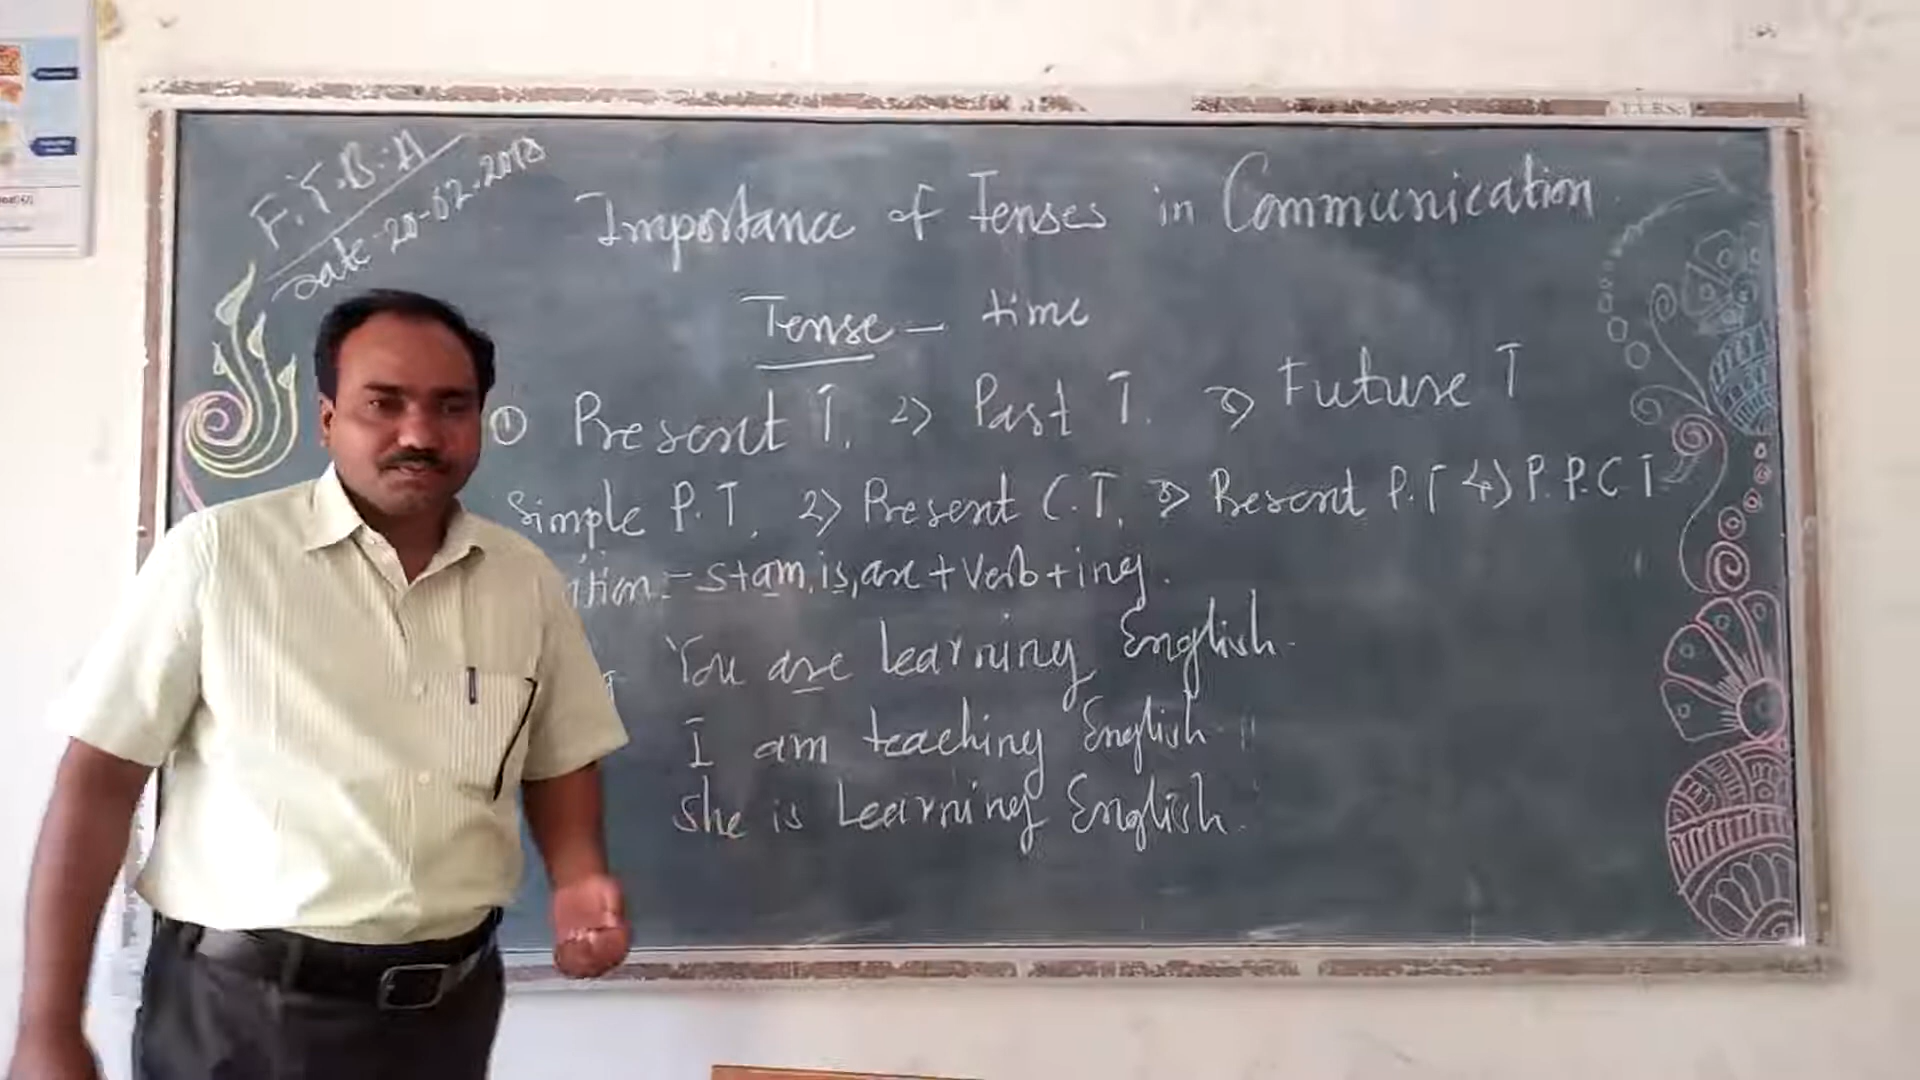 F.Y.B.A
Date-20-02-2018
Importance of Tenses in Communication
Tense - time
① Present T. 2> Past T. 3> Future T
Simple P.T. 2> Present C.T. 3> Present P.T 4> P.P.C T
S+am, is, are + Verb + ing.
You are learning English.
I am teaching English.
She is Learning English.